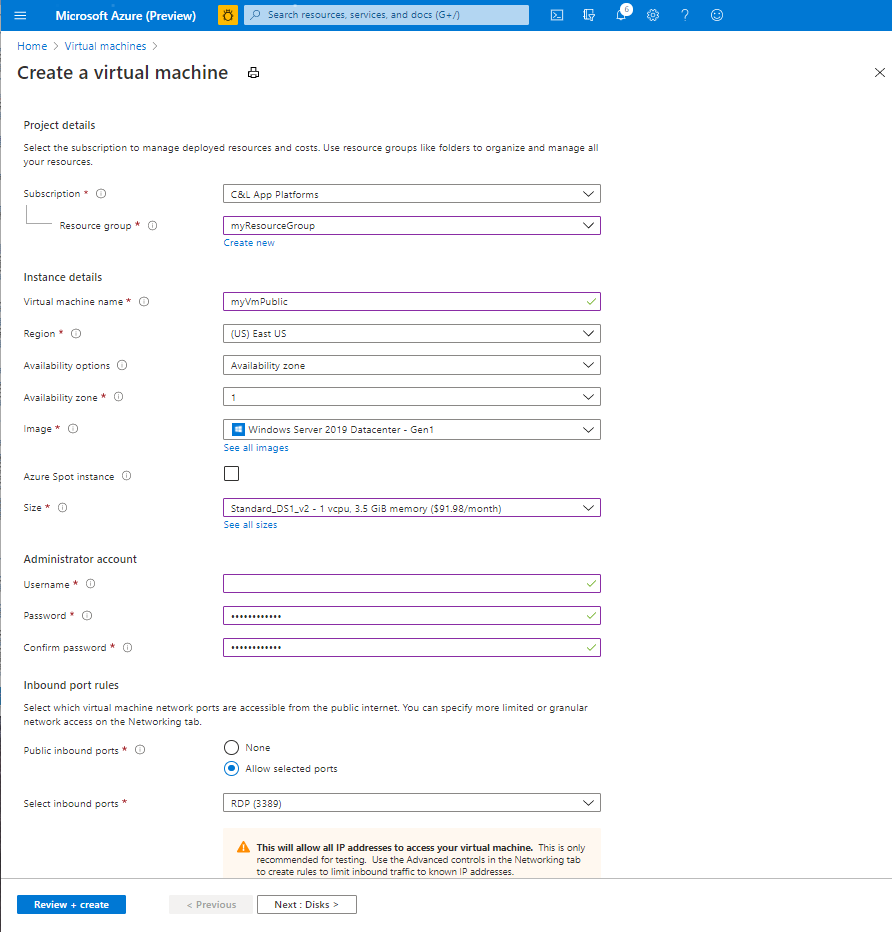 Microsoft Azure (Preview)
Search resources, services, and docs (G+/)
6
Home > Virtual machines >
Create a virtual machine
Project details
Select the subscription to manage deployed resources and costs. Use resource groups like folders to organize and manage all
your resources.
Subscription *
C&L App Platforms
Resource group *
myResourceGroup
Create new
Instance details
Virtual machine name *
myVmPublic
Region *
(US) East US
Availability options
Availability zone
Availability zone *
1
Image *
Windows Server 2019 Datacenter - Gen1
See all images
Azure Spot instance
Size *
Standard_DS1_v2 - 1 vcpu, 3.5 GiB memory ($91.98/month)
See all sizes
Administrator account
Username *
Password *
••••••••••••
Confirm password *
••••••••••••
Inbound port rules
Select which virtual machine network ports are accessible from the public internet. You can specify more limited or granular
network access on the Networking tab.
Public inbound ports *
None
Allow selected ports
Select inbound ports *
RDP (3389)
This will allow all IP addresses to access your virtual machine. This is only
recommended for testing. Use the Advanced controls in the Networking tab
to create rules to limit inbound traffic to known IP addresses.
Review + create
< Previous
Next : Disks >